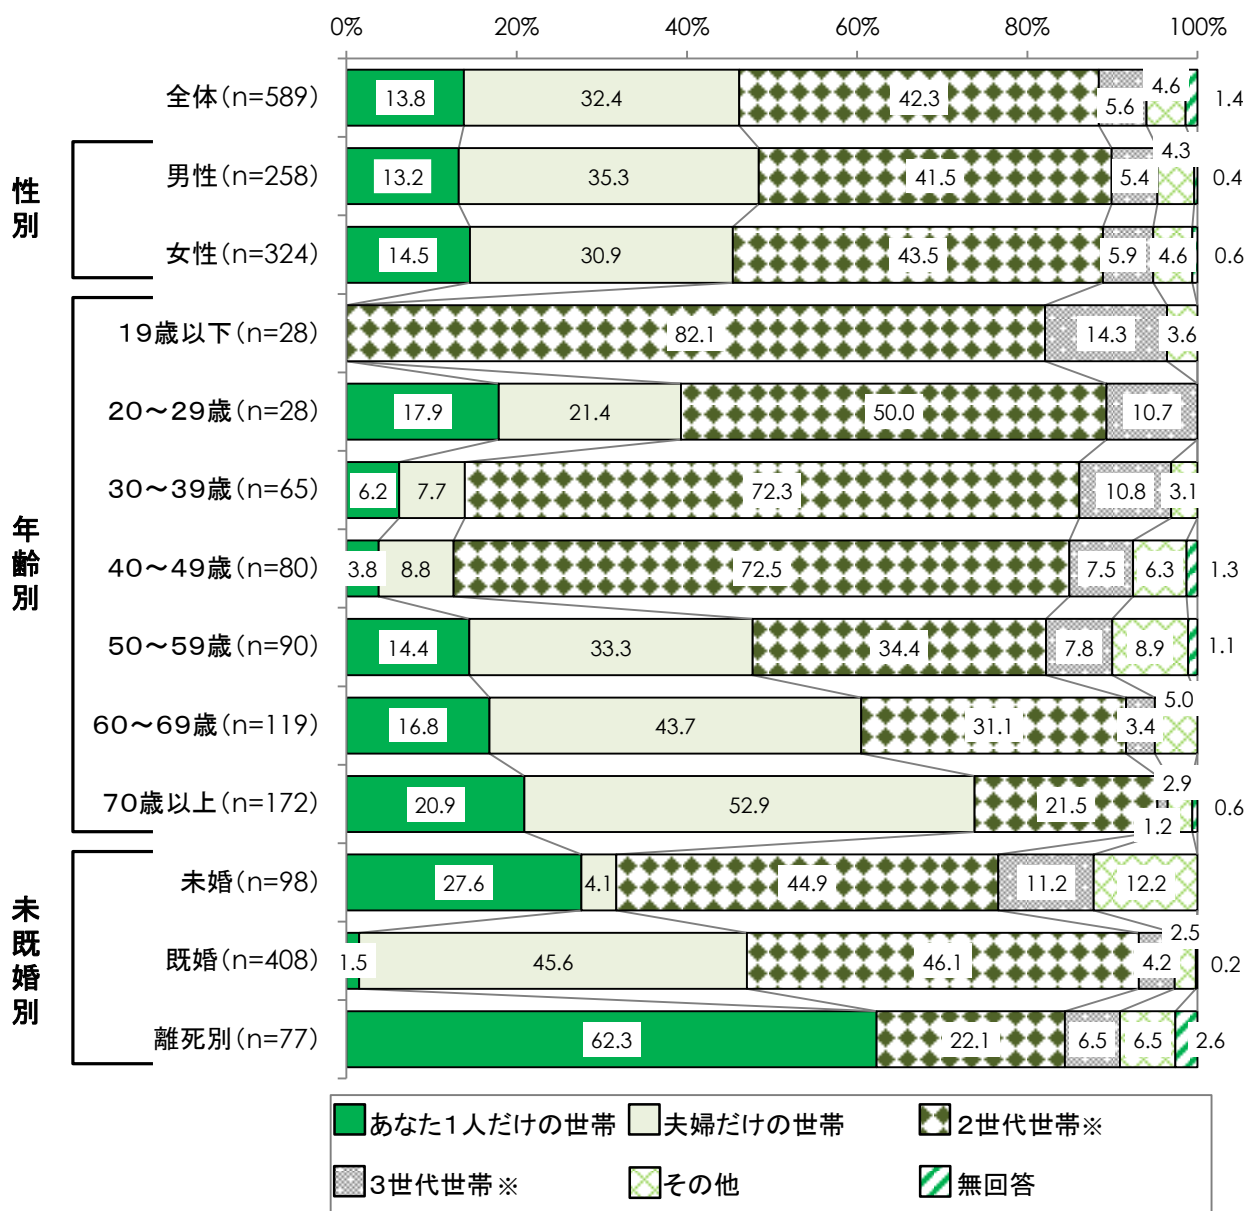 0% 20% 40% 60% 80% 100%
全体(n=589) 13.8 32.4 42.3 5.6 4.6 1.4
性別
男性(n=258) 13.2 35.3 41.5 5.4 4.3 0.4
女性(n=324) 14.5 30.9 43.5 5.9 4.6 0.6
年齢別
19歳以下(n=28) 82.1 14.3 3.6
20～29歳(n=28) 17.9 21.4 50.0 10.7
30～39歳(n=65) 6.2 7.7 72.3 10.8 3.1
40～49歳(n=80) 3.8 8.8 72.5 7.5 6.3 1.3
50～59歳(n=90) 14.4 33.3 34.4 7.8 8.9 1.1
60～69歳(n=119) 16.8 43.7 31.1 3.4 5.0
70歳以上(n=172) 20.9 52.9 21.5 1.2 2.9 0.6
未既婚別
未婚(n=98) 27.6 4.1 44.9 11.2 12.2
既婚(n=408) 1.5 45.6 46.1 4.2 2.5 0.2
離死別(n=77) 62.3 22.1 6.5 6.5 2.6
あなた１人だけの世帯 夫婦だけの世帯 ２世代世帯※
３世代世帯※ その他 無回答